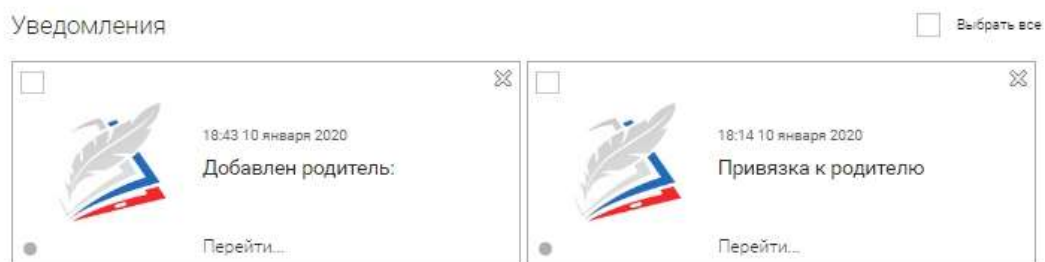 Уведомления
Выбрать все
18:43 10 января 2020
Добавлен родитель:
Перейти...
18:14 10 января 2020
Привязка к родителю
Перейти...